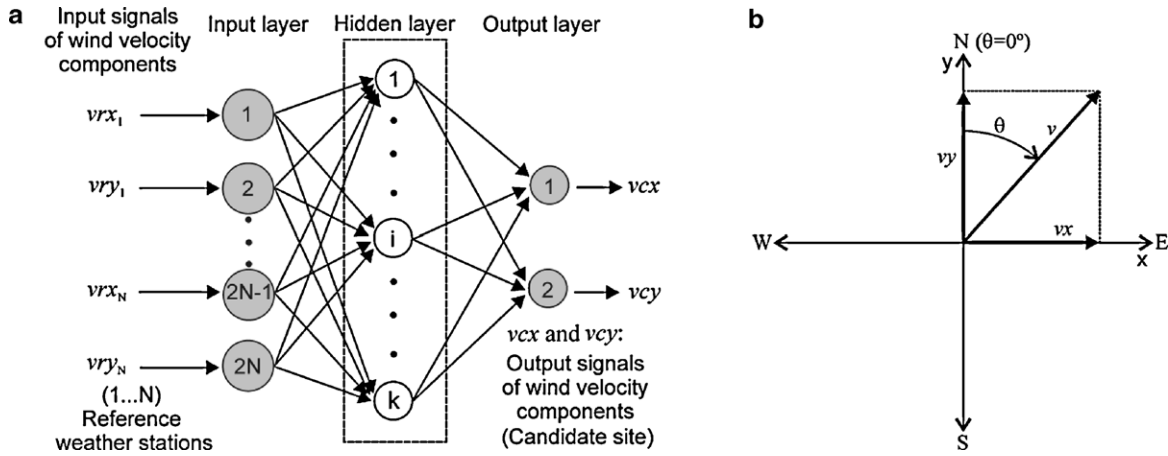 a
Input signals
of wind velocity
components
Input layer
Hidden layer
Output layer
vrx₁
vry₁
vrx_N
vry_N
(1...N)
Reference
weather stations
1
2
2N-1
2N
1
i
k
1
2
vcx
vcy
vcx and vcy:
Output signals
of wind velocity
components
(Candidate site)
b
N (θ=0º)
y
θ
v
vy
vx
W
E
x
S